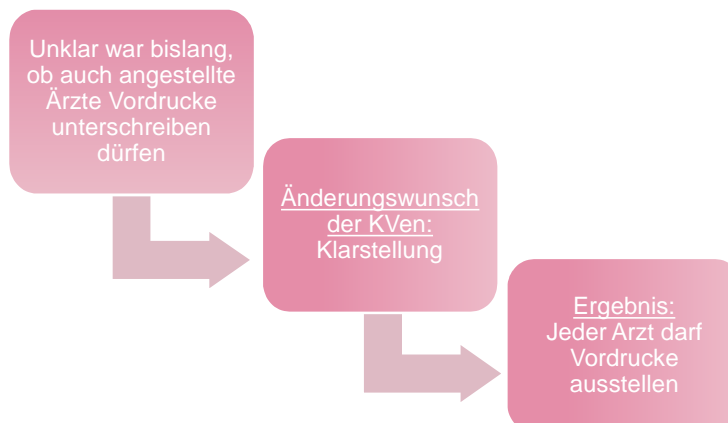 Unklar war bislang,
ob auch angestellte
Ärzte Vordrucke
unterschreiben
dürfen
Änderungswunsch
der KVen:
Klarstellung
Ergebnis:
Jeder Arzt darf
Vordrucke
ausstellen